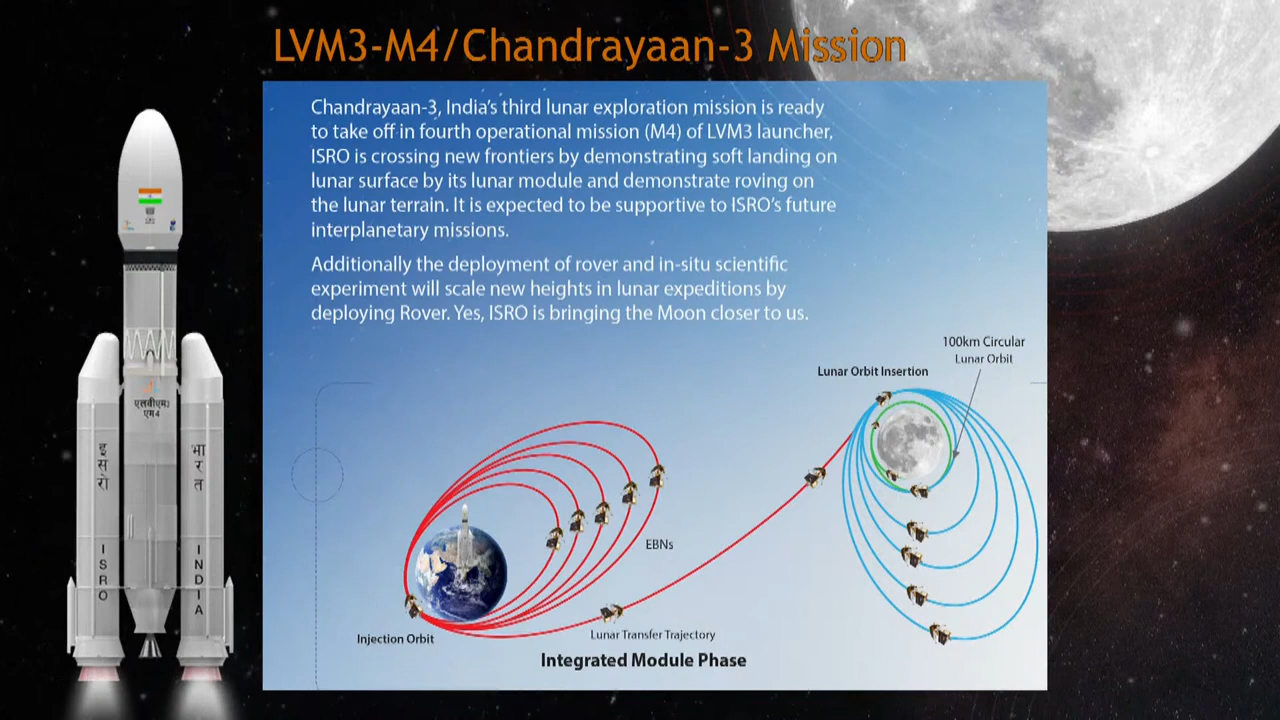 LVM3-M4/Chandrayaan-3 Mission
Chandrayaan-3, India's third lunar exploration mission is ready
to take off in fourth operational mission (M4) of LVM3 launcher,
ISRO is crossing new frontiers by demonstrating soft landing on
lunar surface by its lunar module and demonstrate roving on
the lunar terrain. It is expected to be supportive to ISRO's future
interplanetary missions.
Additionally the deployment of rover and in-situ scientific
experiment will scale new heights in lunar expeditions by
deploying Rover. Yes, ISRO is bringing the Moon closer to us.
100km Circular
Lunar Orbit
Lunar Orbit Insertion
EBNs
Injection Orbit
Lunar Transfer Trajectory
Integrated Module Phase
एलवीएम3
एम4
इसरो
भारत
ISRO
INDIA